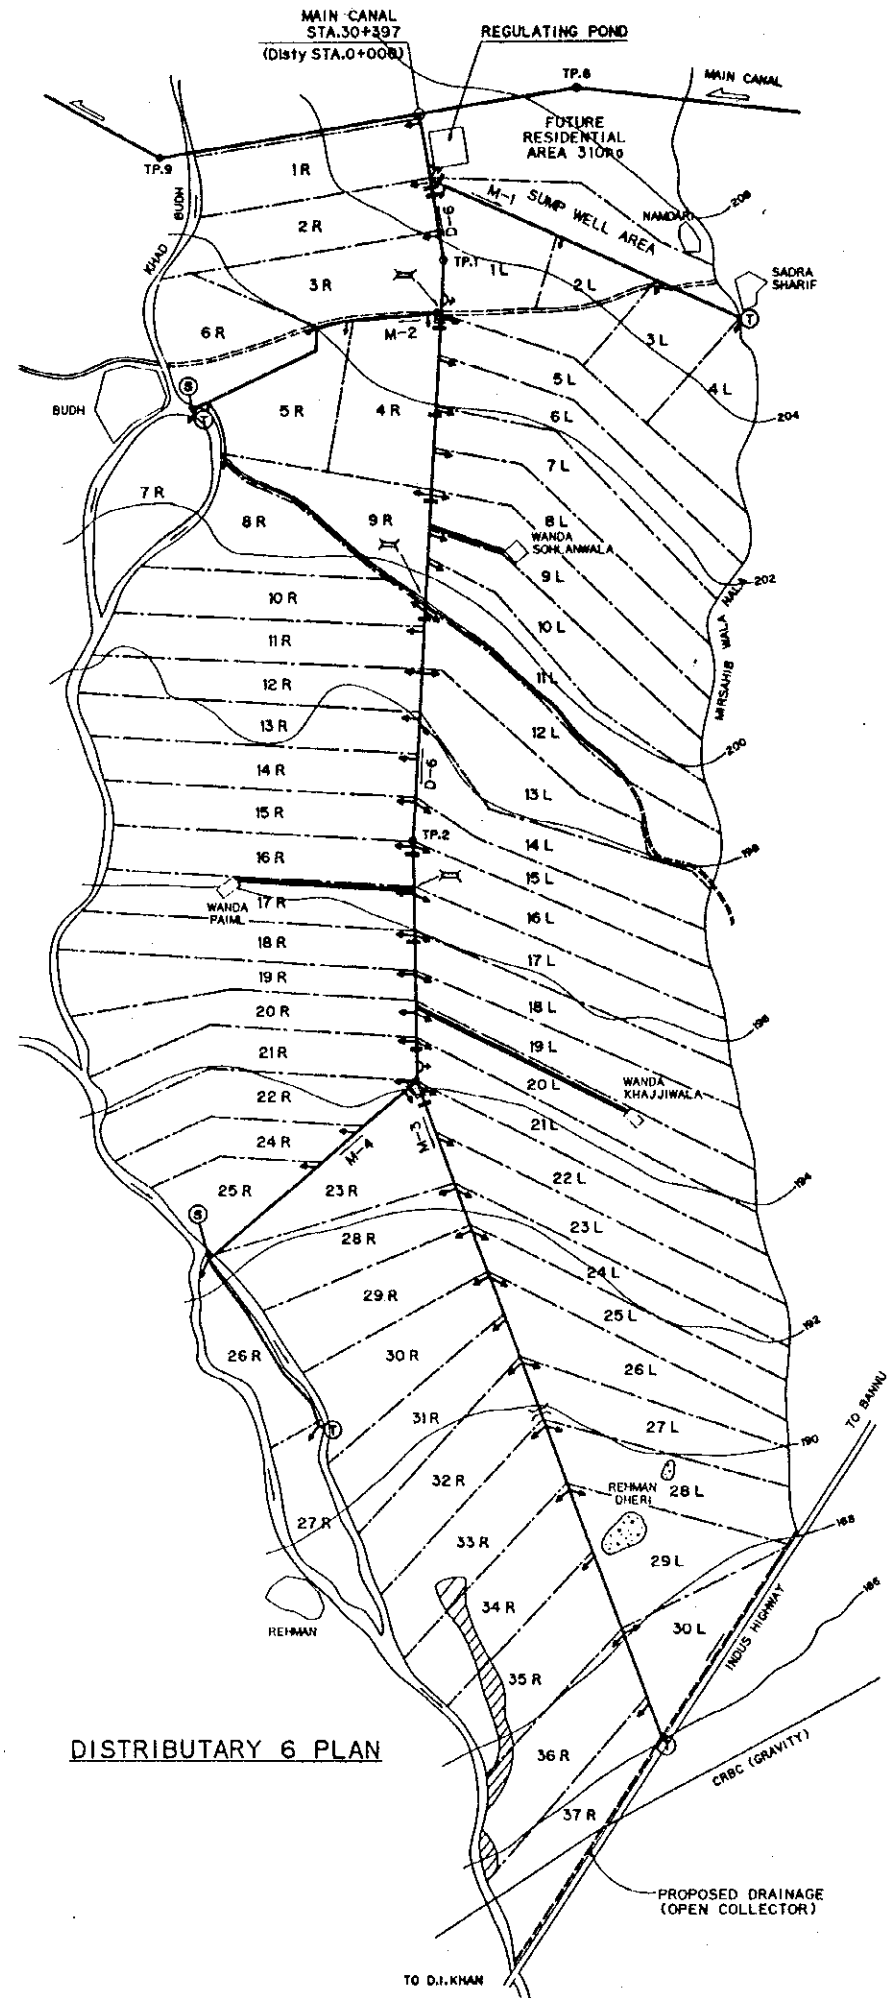 MAIN CANAL
STA.30+397
(Disty STA.0+000)
REGULATING POND
TP.8
MAIN CANAL
FUTURE
RESIDENTIAL
AREA 310ha
TP.9
1R
BUDH
KHAD
M-1
SUMP WELL AREA
NAMDARI
208
2R
D-6
TP.1
1L
2L
SADRA
SHARIF
3R
6R
M-2
T
3L
4L
5L
S
BUDH
T
5R
4R
6L
204
7L
7R
8R
9R
8L
WANDA
SOHLANWALA
9L
202
10R
10L
MIRSAHIB WALA NALA
11R
11L
12R
12L
200
13R
D-6
14R
13L
15R
TP.2
14L
198
16R
15L
WANDA
PAIML
17R
16L
18R
17L
19R
18L
196
20R
19L
21R
20L
WANDA
KHAJJIWALA
22R
21L
M-3
24R
M-4
22L
194
25R
23R
S
23L
28R
24L
29R
25L
192
26R
30R
26L
TO BANNU
31R
27L
T
190
32R
REHMAN
DHERI
28L
27R
33R
188
29L
REHMAN
34R
186
30L
INDUS HIGHWAY
35R
36R
T
DISTRIBUTARY 6 PLAN
CRBC (GRAVITY)
37R
PROPOSED DRAINAGE
(OPEN COLLECTOR)
TO D.I.KHAN